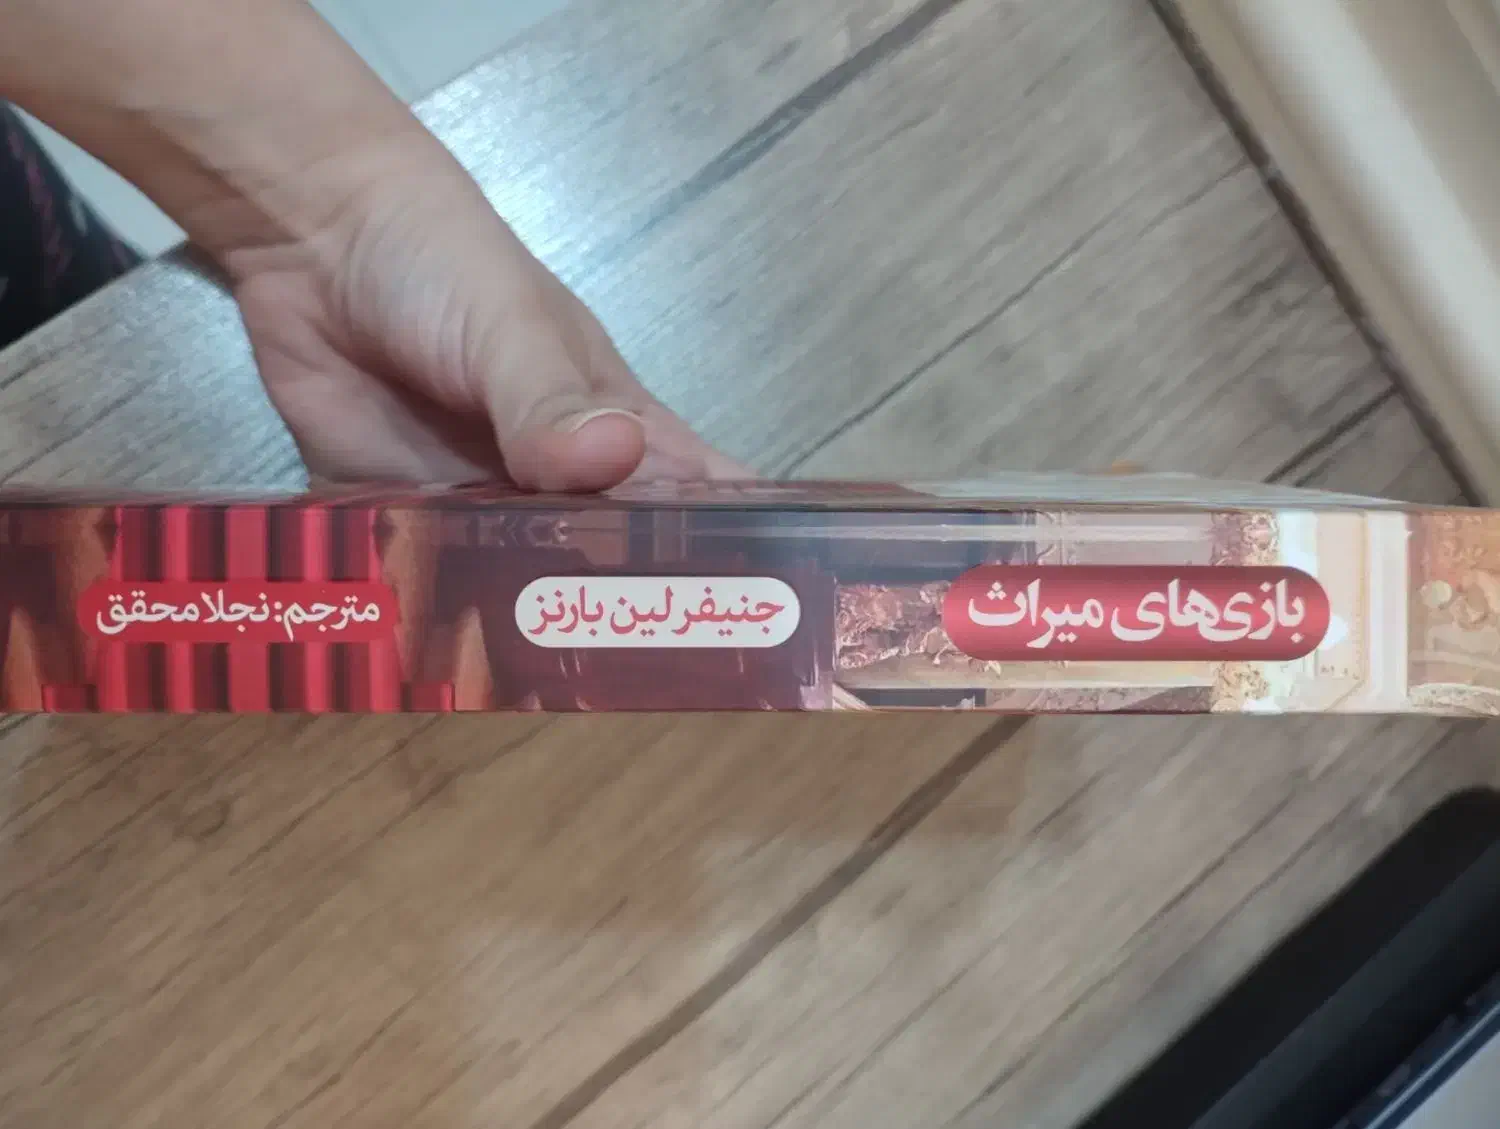 بازی‌های میراث
جنیفر لین بارنز
مترجم: نجلا محقق